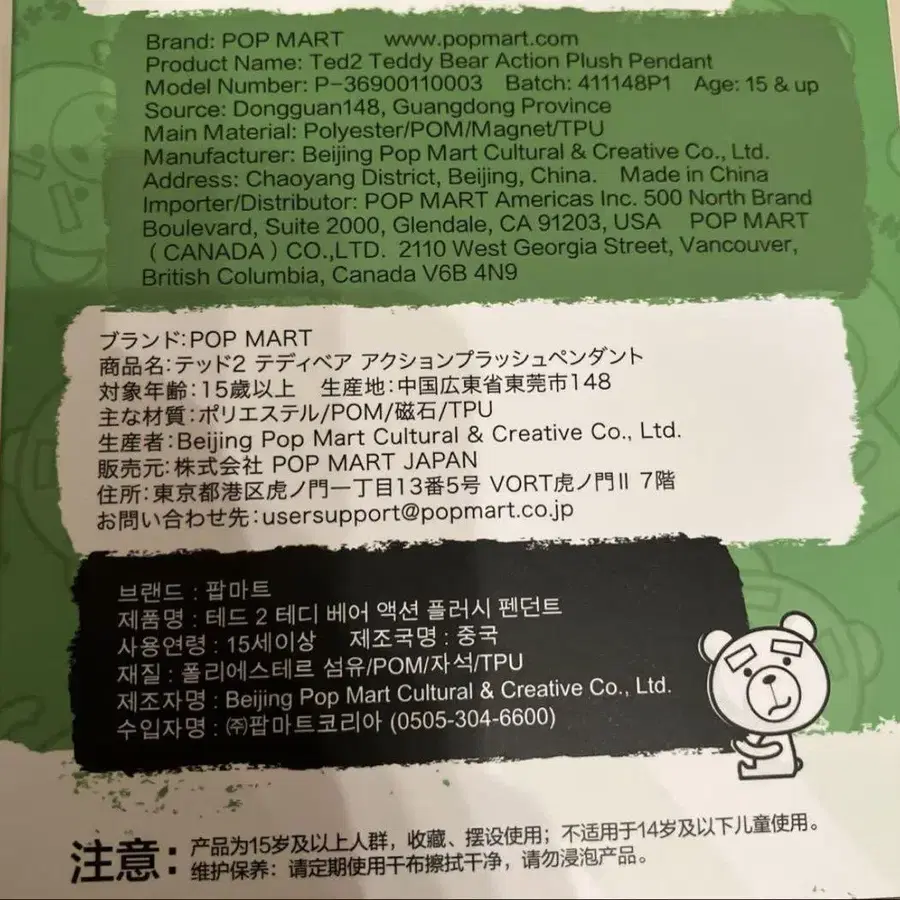 Brand: POP MART www.popmart.com
Product Name: Ted2 Teddy Bear Action Plush Pendant
Model Number: P-36900110003 Batch: 411148P1 Age: 15 & up
Source: Dongguan148, Guangdong Province
Main Material: Polyester/POM/Magnet/TPU
Manufacturer: Beijing Pop Mart Cultural & Creative Co., Ltd.
Address: Chaoyang District, Beijing, China. Made in China
Importer/Distributor: POP MART Americas Inc. 500 North Brand
Boulevard, Suite 2000, Glendale, CA 91203, USA POP MART
(CANADA) CO.,LTD. 2110 West Georgia Street, Vancouver,
British Columbia, Canada V6B 4N9
ブランド:POP MART
商品名:テッド2 テディベア アクションプラッシュペンダント
対象年齢:15歳以上 生産地:中国広東省東莞市148
主な材質:ポリエステル/POM/磁石/TPU
生産者:Beijing Pop Mart Cultural & Creative Co., Ltd.
販売元:株式会社 POP MART JAPAN
住所:東京都港区虎ノ門一丁目13番5号 VORT虎ノ門II 7階
お問い合わせ先:usersupport@popmart.co.jp
브랜드 : 팝마트
제품명 : 테드 2 테디 베어 액션 플러시 펜던트
사용연령 : 15세이상 제조국명 : 중국
재질 : 폴리에스테르 섬유/POM/자석/TPU
제조자명 : Beijing Pop Mart Cultural & Creative Co., Ltd.
수입자명 : ㈜팝마트코리아 (0505-304-6600)
注意: 产品为15岁及以上人群，收藏、摆设使用；不适用于14岁及以下儿童使用。
维护保养：请定期使用干布擦拭干净，请勿浸泡产品。